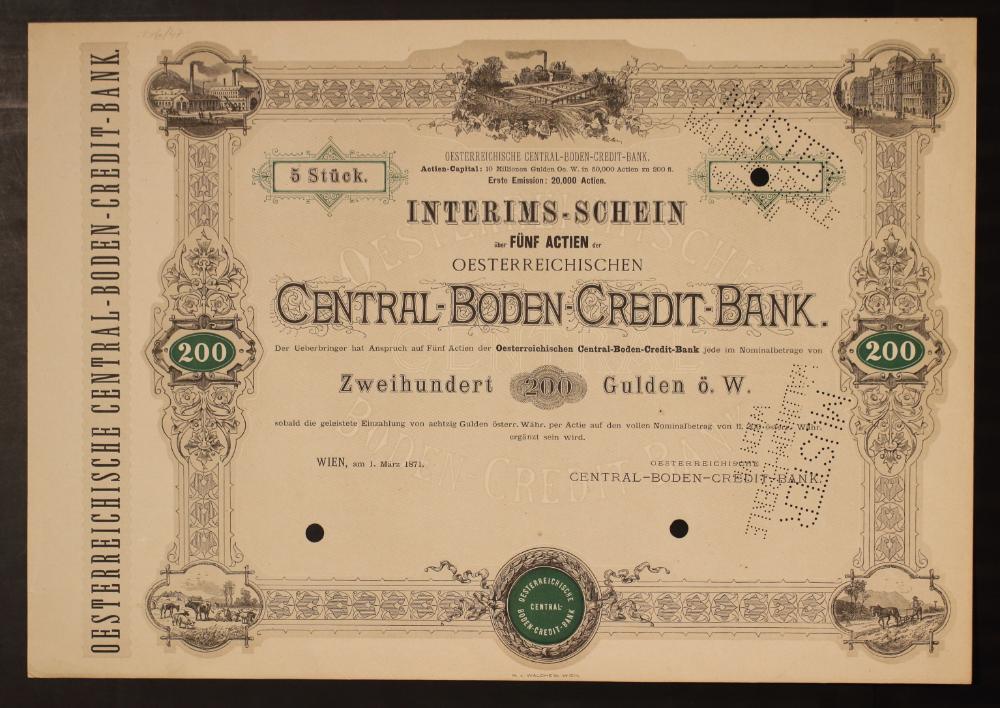 OESTERREICHISCHE CENTRAL-BODEN-CREDIT-BANK.
5 Stück.
OESTERREICHISCHE CENTRAL-BODEN-CREDIT-BANK.
Actien-Capital: 10 Millionen Gulden Oe. W. in 50,000 Actien zu 200 fl.
Erste Emission: 20,000 Actien.
INTERIMS-SCHEIN
über FÜNF ACTIEN der
OESTERREICHISCHEN
CENTRAL-BODEN-CREDIT-BANK.
200
200
Der Ueberbringer hat Anspruch auf Fünf Actien der Oesterreichischen Central-Boden-Credit-Bank jede im Nominalbetrage von
Zweihundert 200 Gulden ö. W.
sobald die geleistete Einzahlung von achtzig Gulden österr. Währ. per Actie auf den vollen Nominalbetrag von fl. 200 österr. Währ.
ergänzt sein wird.
WIEN, am 1. März 1871.
OESTERREICHISCHE
CENTRAL-BODEN-CREDIT-BANK.
OESTERREICHISCHE
CENTRAL-
BODEN-CREDIT-BANK